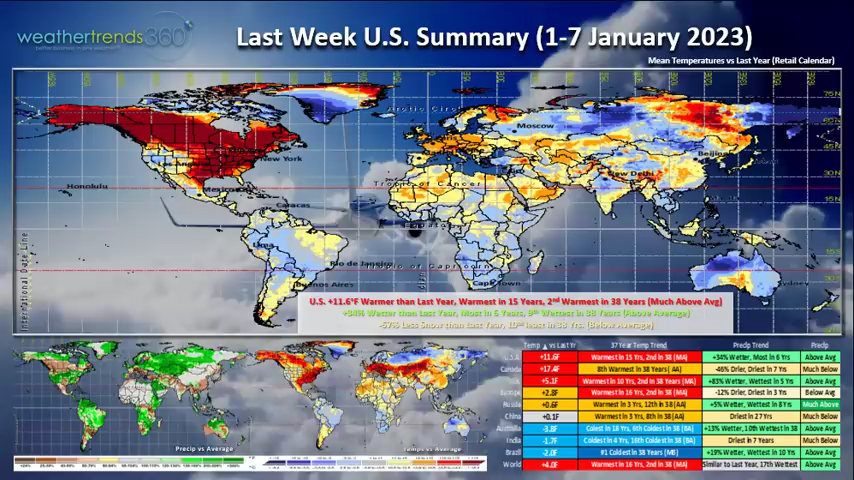 weathertrends360°
Last Week U.S. Summary (1-7 January 2023)
Mean Temperatures vs Last Year (Retail Calendar)
Arctic Circ
Moscow
New York
Beijing
New Delhi
Honolulu
Mexico
Tropic of Cancer
Caracas
Equator
Lima
Rio de Janeiro
Tropic of Capricorn
Buenos Aires
Cape Town
Sydney
International Date Line
75N
60N
45N
30N
15N
15S
30S
45S
U.S. +11.6°F Warmer than Last Year, Warmest in 15 Years, 2nd Warmest in 38 Years (Much Above Avg)
+34% Wetter than Last Year, Most in 6 Years, 9th Wettest in 38 Years (Above Average)
-57% Less Snow than Last Year, 10th least in 38 Yrs. (Below Average)
Precip vs Average
Temps vs Average
Temp ▲ vs Last Yr 37 Year Temp Trend Precip Trend Precip
U.S.A. +11.6F Warmest in 15 Yrs, 2nd in 38 (MA) +34% Wetter, Most in 6 Yrs Above Avg
Canada +17.4F 8th Warmest in 38 Years (AA) -46% Drier, Driest in 7 Yrs Much Below
+5.1F Warmest in 10 Yrs, 2nd in 38 Years (MA) +83% Wetter, Wettest in 5 Yrs Above Avg
Europe +2.8F Warmest in 16 Yrs, 2nd in 38 (MA) -12% Drier, Driest in 3 Yrs Below Avg
Russia +0.6F Warmest in 3 Yrs, 12th in 38 (AA) +5% Wetter, Wettest in 8 Yrs Much Above
China +0.1F Warmest in 3 Yrs, 8th in 38 (AA) Driest in 27 Yrs Much Below
Australia -3.8F Coldest in 19 Yrs, 6th Coldest in 38 (BA) +13% Wetter, 10th Wettest in 38 Above Avg
India -1.7F Coldest in 4 Yrs, 16th Coldest in 38 (BA) Driest in 7 Years Much Below
Brazil -2.0F #1 Coldest in 38 Years (MB) +19% Wetter, Wettest in 10 Yrs Above Avg
World +4.0F Warmest in 16 Yrs, 2nd in 38 (MA) Similar to Last Year, 17th Wettest Above Avg